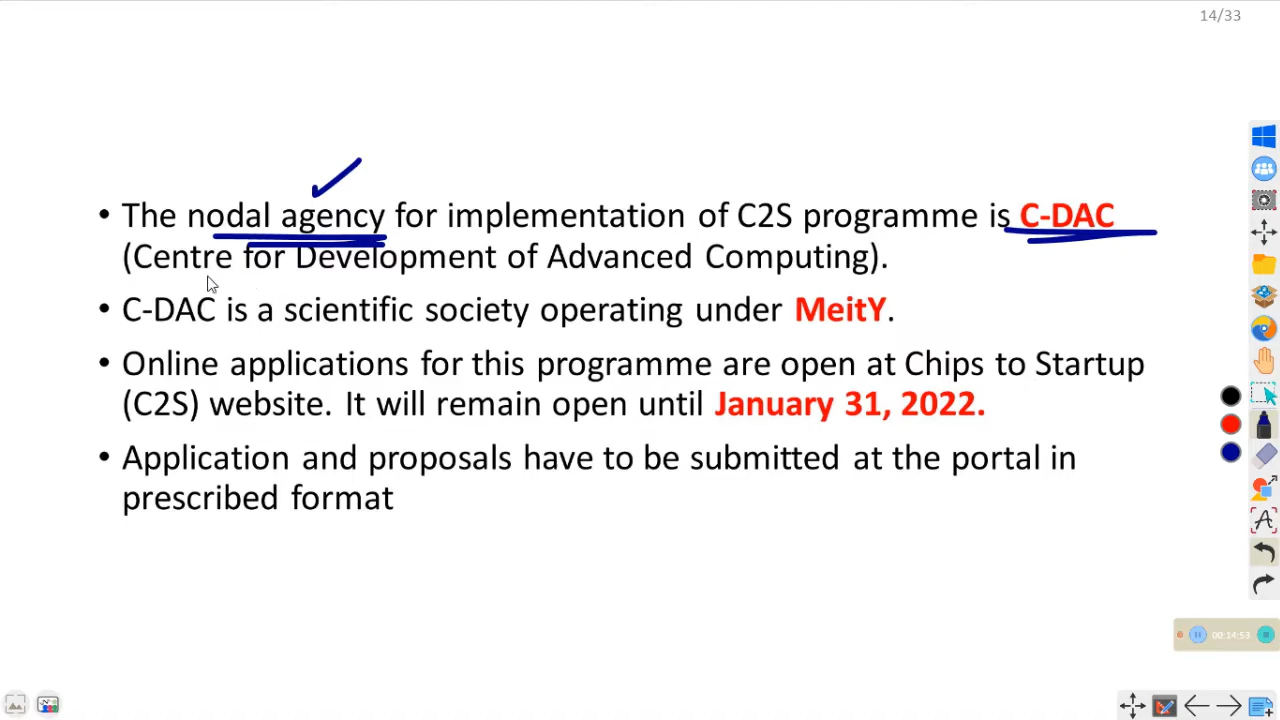 14/33
• The nodal agency for implementation of C2S programme is C-DAC
(Centre for Development of Advanced Computing).
• C-DAC is a scientific society operating under MeitY.
• Online applications for this programme are open at Chips to Startup
(C2S) website. It will remain open until January 31, 2022.
• Application and proposals have to be submitted at the portal in
prescribed format
00:14:53